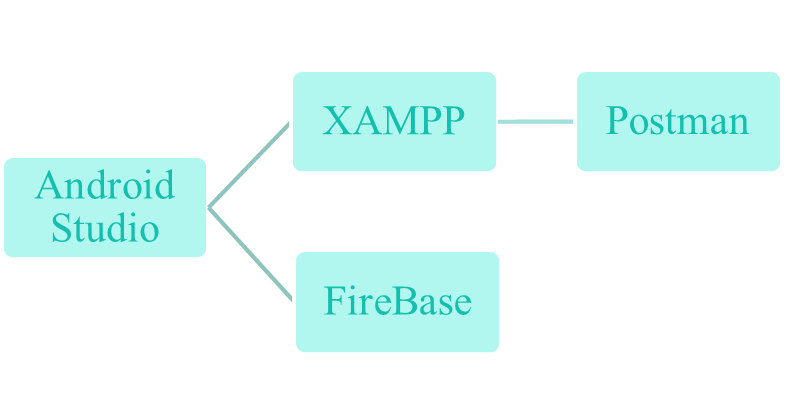 Android
Studio
XAMPP
Postman
FireBase